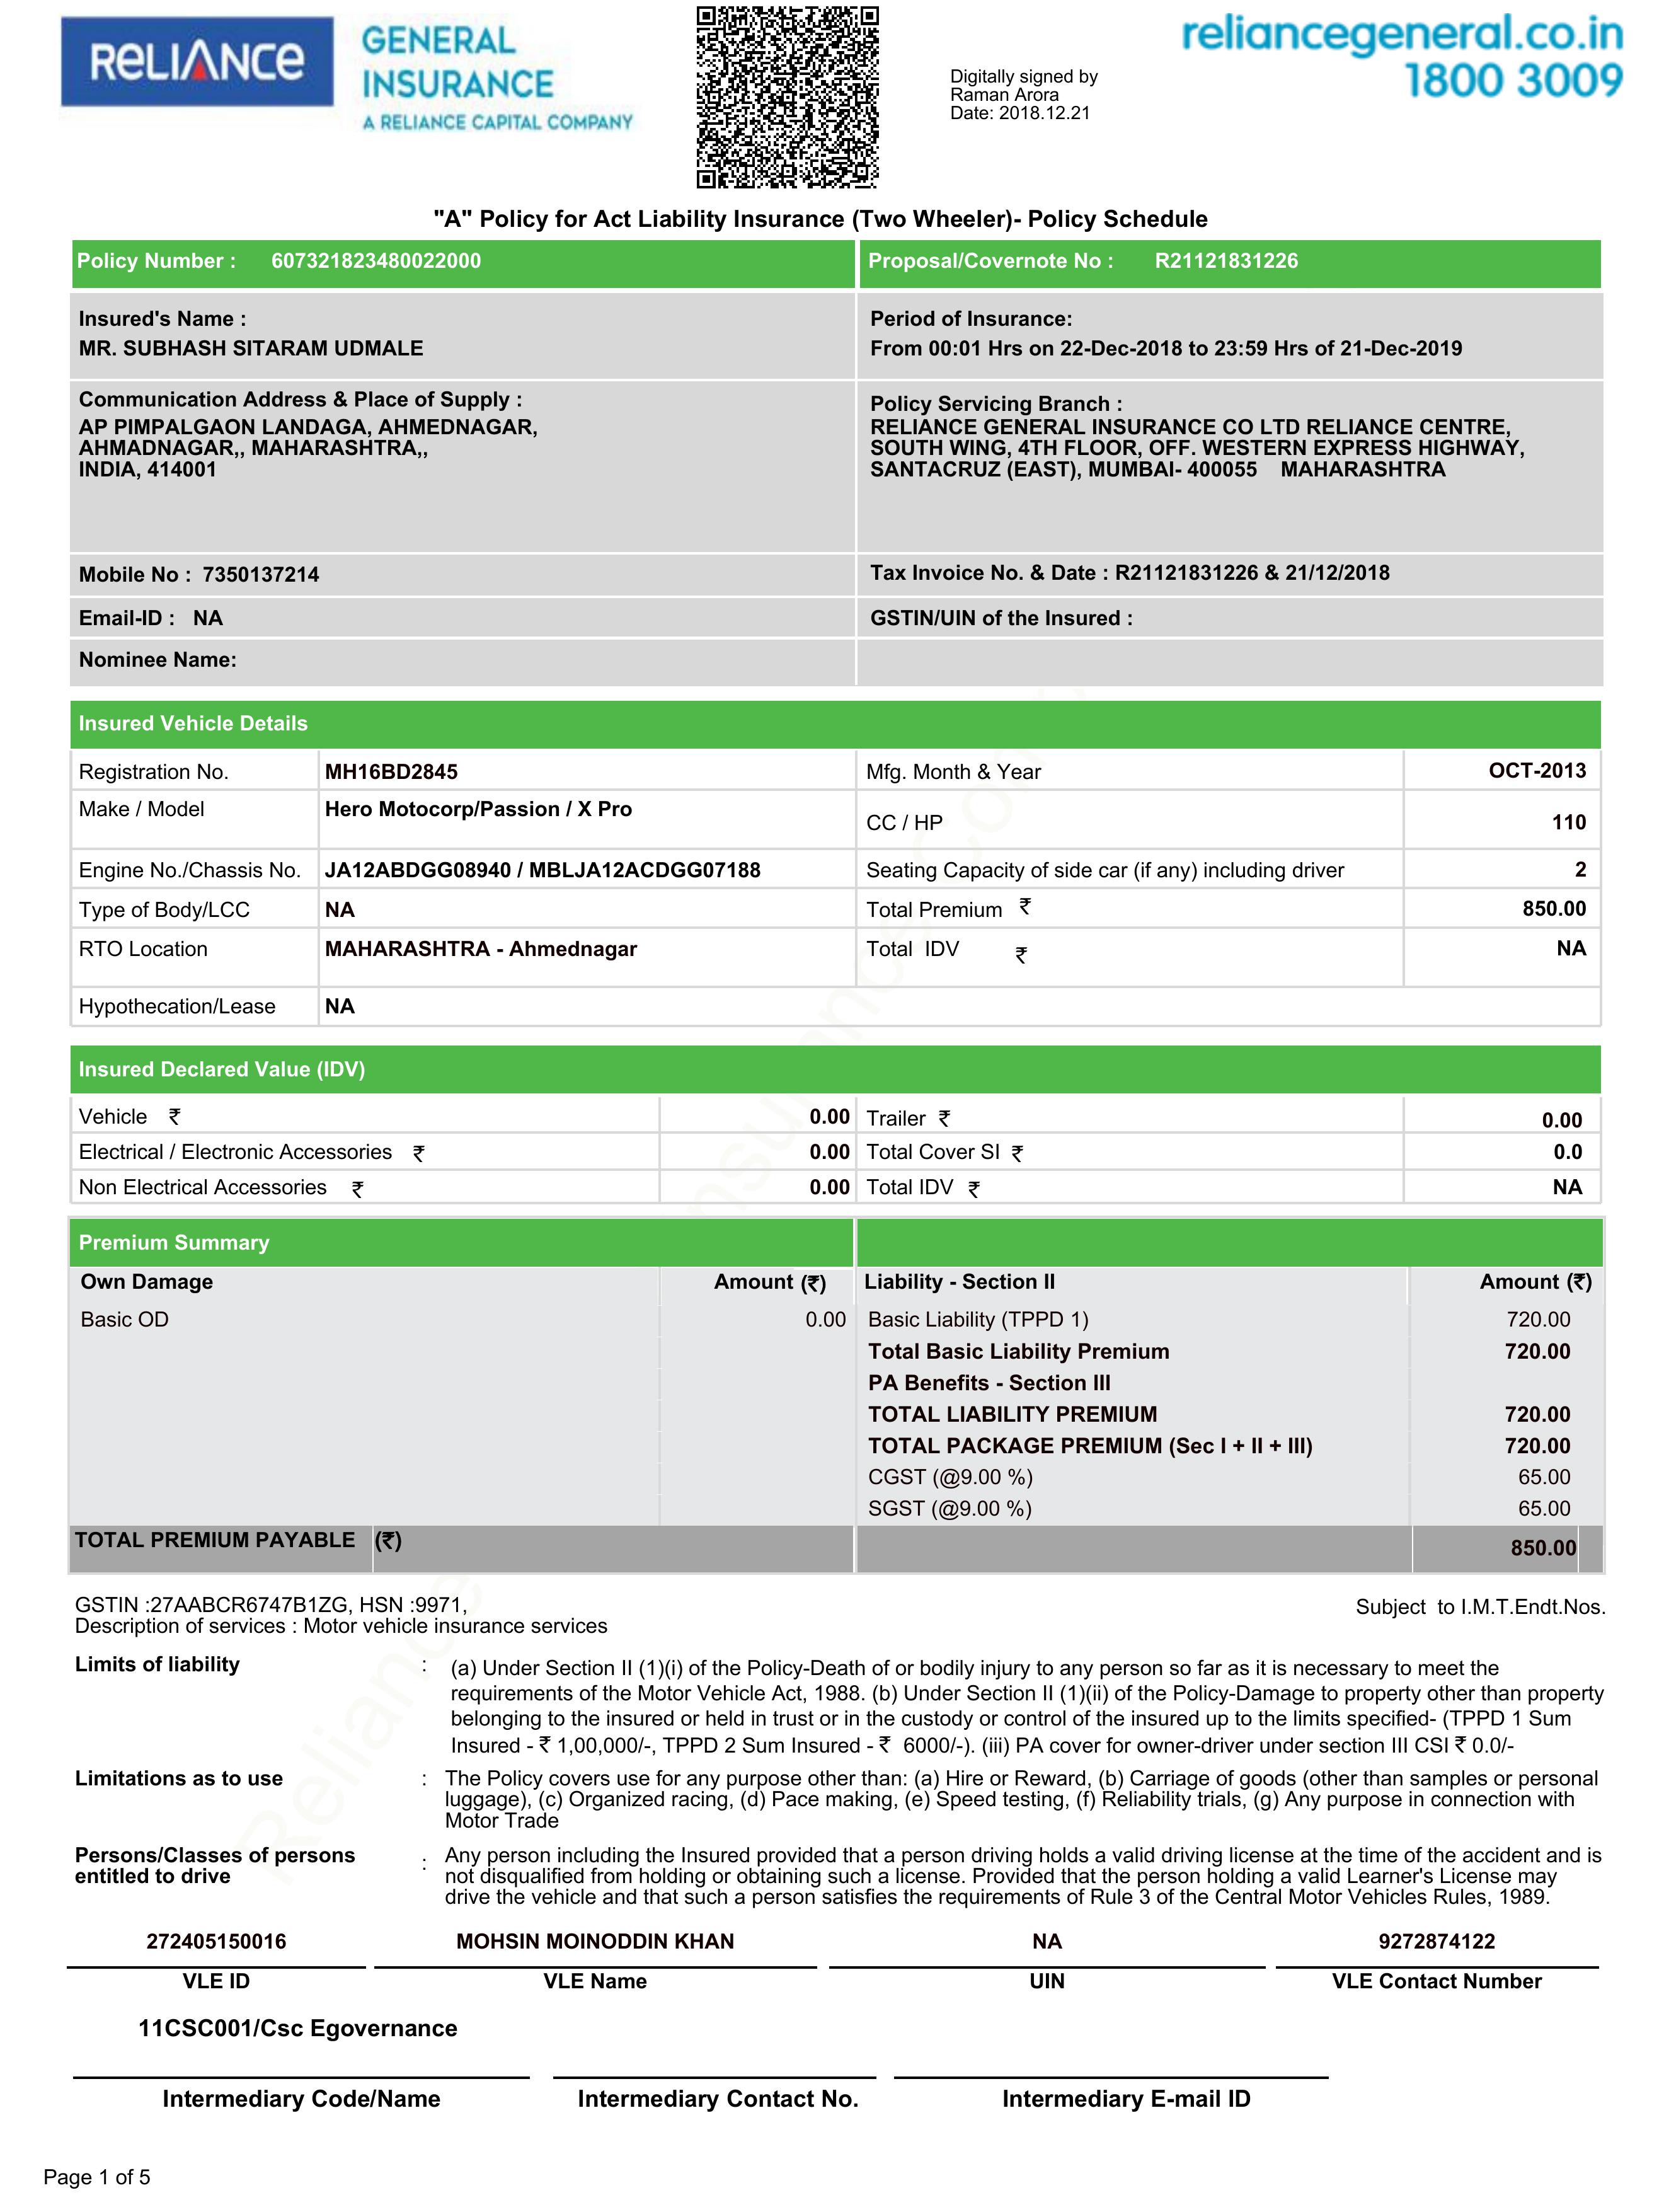 RELIANCE
GENERAL
INSURANCE
A RELIANCE CAPITAL COMPANY
Digitally signed by
Raman Arora
Date: 2018.12.21
reliancegeneral.co.in
1800 3009
"A" Policy for Act Liability Insurance (Two Wheeler)- Policy Schedule
Policy Number : 607321823480022000
Proposal/Covernote No : R21121831226
Insured's Name :
MR. SUBHASH SITARAM UDMALE
Period of Insurance:
From 00:01 Hrs on 22-Dec-2018 to 23:59 Hrs of 21-Dec-2019
Communication Address & Place of Supply :
AP PIMPALGAON LANDAGA, AHMEDNAGAR,
AHMADNAGAR,, MAHARASHTRA,,
INDIA, 414001
Policy Servicing Branch :
RELIANCE GENERAL INSURANCE CO LTD RELIANCE CENTRE,
SOUTH WING, 4TH FLOOR, OFF. WESTERN EXPRESS HIGHWAY,
SANTACRUZ (EAST), MUMBAI- 400055 MAHARASHTRA
Mobile No : 7350137214
Tax Invoice No. & Date : R21121831226 & 21/12/2018
Email-ID : NA
GSTIN/UIN of the Insured :
Nominee Name:
Insured Vehicle Details
Registration No. MH16BD2845 Mfg. Month & Year OCT-2013
Make / Model Hero Motocorp/Passion / X Pro CC / HP 110
Engine No./Chassis No. JA12ABDGG08940 / MBLJA12ACDGG07188 Seating Capacity of side car (if any) including driver 2
Type of Body/LCC NA Total Premium ₹ 850.00
RTO Location MAHARASHTRA - Ahmednagar Total IDV ₹ NA
Hypothecation/Lease NA
Insured Declared Value (IDV)
Vehicle ₹ 0.00 Trailer ₹ 0.00
Electrical / Electronic Accessories ₹ 0.00 Total Cover SI ₹ 0.0
Non Electrical Accessories ₹ 0.00 Total IDV ₹ NA
Premium Summary
Own Damage Amount (₹) Liability - Section II Amount (₹)
Basic OD 0.00 Basic Liability (TPPD 1) 720.00
Total Basic Liability Premium 720.00
PA Benefits - Section III
TOTAL LIABILITY PREMIUM 720.00
TOTAL PACKAGE PREMIUM (Sec I + II + III) 720.00
CGST (@9.00 %) 65.00
SGST (@9.00 %) 65.00
TOTAL PREMIUM PAYABLE (₹) 850.00
GSTIN :27AABCR6747B1ZG, HSN :9971,
Subject to I.M.T.Endt.Nos.
Description of services : Motor vehicle insurance services
Limits of liability : (a) Under Section II (1)(i) of the Policy-Death of or bodily injury to any person so far as it is necessary to meet the
requirements of the Motor Vehicle Act, 1988. (b) Under Section II (1)(ii) of the Policy-Damage to property other than property
belonging to the insured or held in trust or in the custody or control of the insured up to the limits specified- (TPPD 1 Sum
Insured - ₹ 1,00,000/-, TPPD 2 Sum Insured - ₹ 6000/-). (iii) PA cover for owner-driver under section III CSI ₹ 0.0/-
Limitations as to use : The Policy covers use for any purpose other than: (a) Hire or Reward, (b) Carriage of goods (other than samples or personal
luggage), (c) Organized racing, (d) Pace making, (e) Speed testing, (f) Reliability trials, (g) Any purpose in connection with
Motor Trade
Persons/Classes of persons
entitled to drive
: Any person including the Insured provided that a person driving holds a valid driving license at the time of the accident and is
not disqualified from holding or obtaining such a license. Provided that the person holding a valid Learner's License may
drive the vehicle and that such a person satisfies the requirements of Rule 3 of the Central Motor Vehicles Rules, 1989.
272405150016 MOHSIN MOINODDIN KHAN NA 9272874122
VLE ID VLE Name UIN VLE Contact Number
11CSC001/Csc Egovernance
Intermediary Code/Name Intermediary Contact No. Intermediary E-mail ID
Page 1 of 5